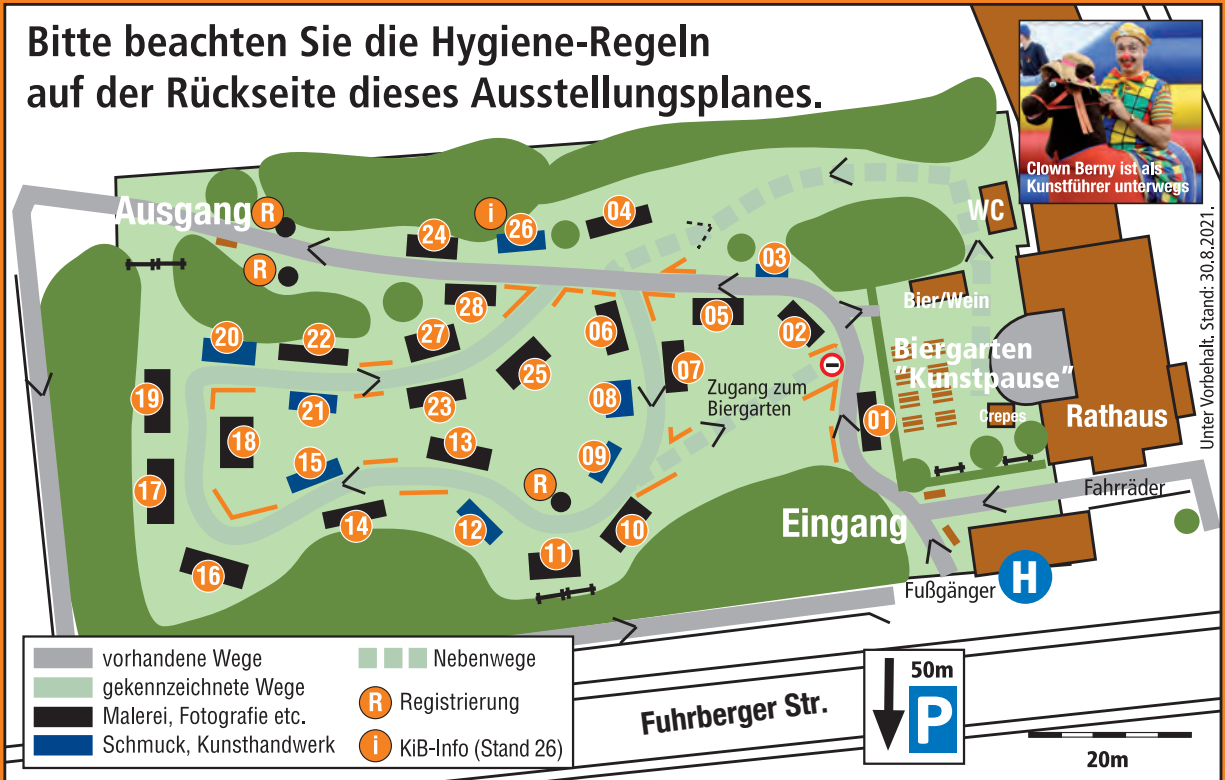 Bitte beachten Sie die Hygiene-Regeln
auf der Rückseite dieses Ausstellungsplanes.
Clown Berny ist als
Kunstführer unterwegs
Unter Vorbehalt, Stand: 30.8.2021.
Ausgang
R
R
i
24
26
04
03
WC
28
27
06
05
02
Bier/Wein
20
22
25
07
Biergarten
"Kunstpause"
Zugang zum
Biergarten
19
21
23
08
01
Crepes
Rathaus
18
13
09
15
17
R
14
12
10
11
16
Eingang
Fahrräder
Fußgänger
H
vorhandene Wege
gekennzeichnete Wege
Malerei, Fotografie etc.
Schmuck, Kunsthandwerk
Nebenwege
R Registrierung
i KiB-Info (Stand 26)
Fuhrberger Str.
50m
P
20m